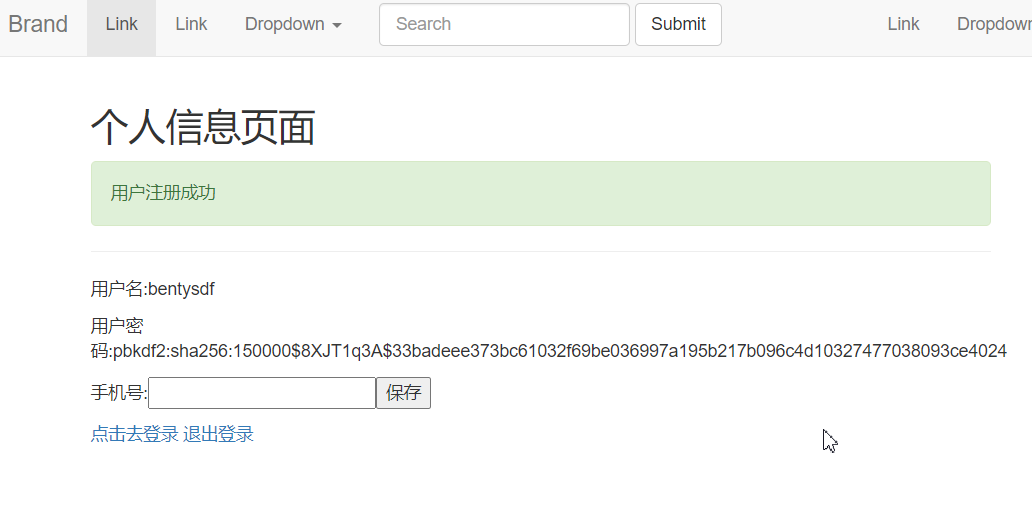 Brand Link Link Dropdown Search Submit Link Dropdown
个人信息页面
用户注册成功
用户名:bentysdf
用户密
码:pbkdf2:sha256:150000$8XJT1q3A$33badeee373bc61032f69be036997a195b217b096c4d10327477038093ce4024
手机号: 保存
点击去登录 退出登录